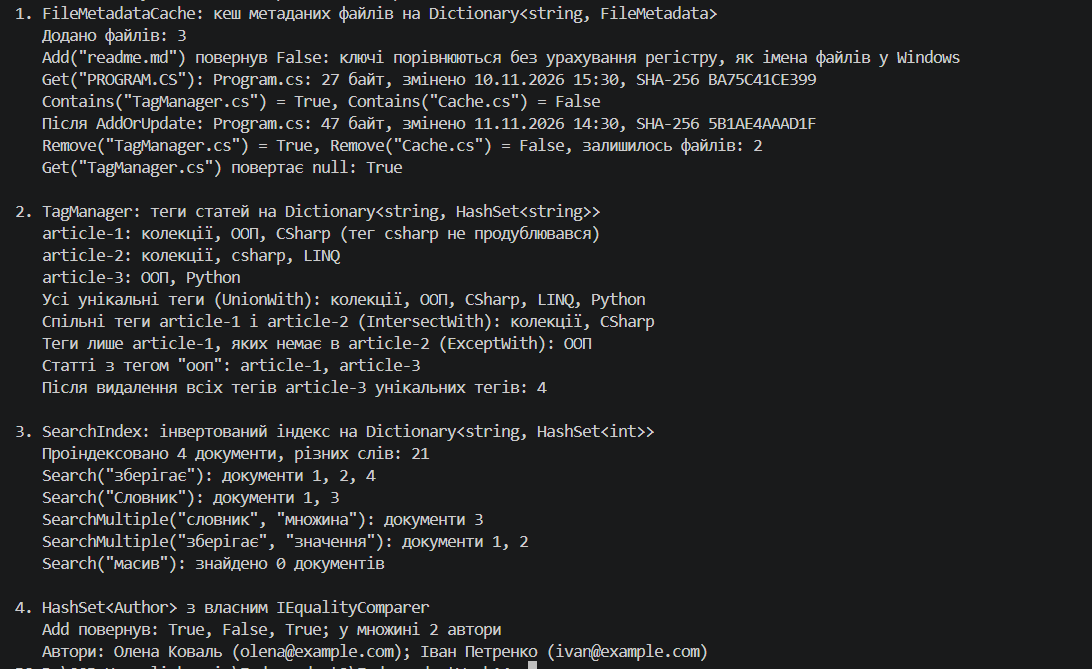 1. FileMetadataCache: кеш метаданих файлів на Dictionary<string, FileMetadata>
Додано файлів: 3
Add("readme.md") повернув False: ключі порівнюються без урахування регістру, як імена файлів у Windows
Get("PROGRAM.CS"): Program.cs: 27 байт, змінено 10.11.2026 15:30, SHA-256 BA75C41CE399
Contains("TagManager.cs") = True, Contains("Cache.cs") = False
Після AddOrUpdate: Program.cs: 47 байт, змінено 11.11.2026 14:30, SHA-256 5B1AE4AAAD1F
Remove("TagManager.cs") = True, Remove("Cache.cs") = False, залишилось файлів: 2
Get("TagManager.cs") повертає null: True
2. TagManager: теги статей на Dictionary<string, HashSet<string>>
article-1: колекції, ООП, CSharp (тег csharp не продублювався)
article-2: колекції, csharp, LINQ
article-3: ООП, Python
Усі унікальні теги (UnionWith): колекції, ООП, CSharp, LINQ, Python
Спільні теги article-1 і article-2 (IntersectWith): колекції, CSharp
Теги лише article-1, яких немає в article-2 (ExceptWith): ООП
Статті з тегом "ооп": article-1, article-3
Після видалення всіх тегів article-3 унікальних тегів: 4
3. SearchIndex: інвертований індекс на Dictionary<string, HashSet<int>>
Проіндексовано 4 документи, різних слів: 21
Search("зберігає"): документи 1, 2, 4
Search("Словник"): документи 1, 3
SearchMultiple("словник", "множина"): документи 3
SearchMultiple("зберігає", "значення"): документи 1, 2
Search("масив"): знайдено 0 документів
4. HashSet<Author> з власним IEqualityComparer
Add повернув: True, False, True; у множині 2 автори
Автори: Олена Коваль (olena@example.com); Іван Петренко (ivan@example.com)